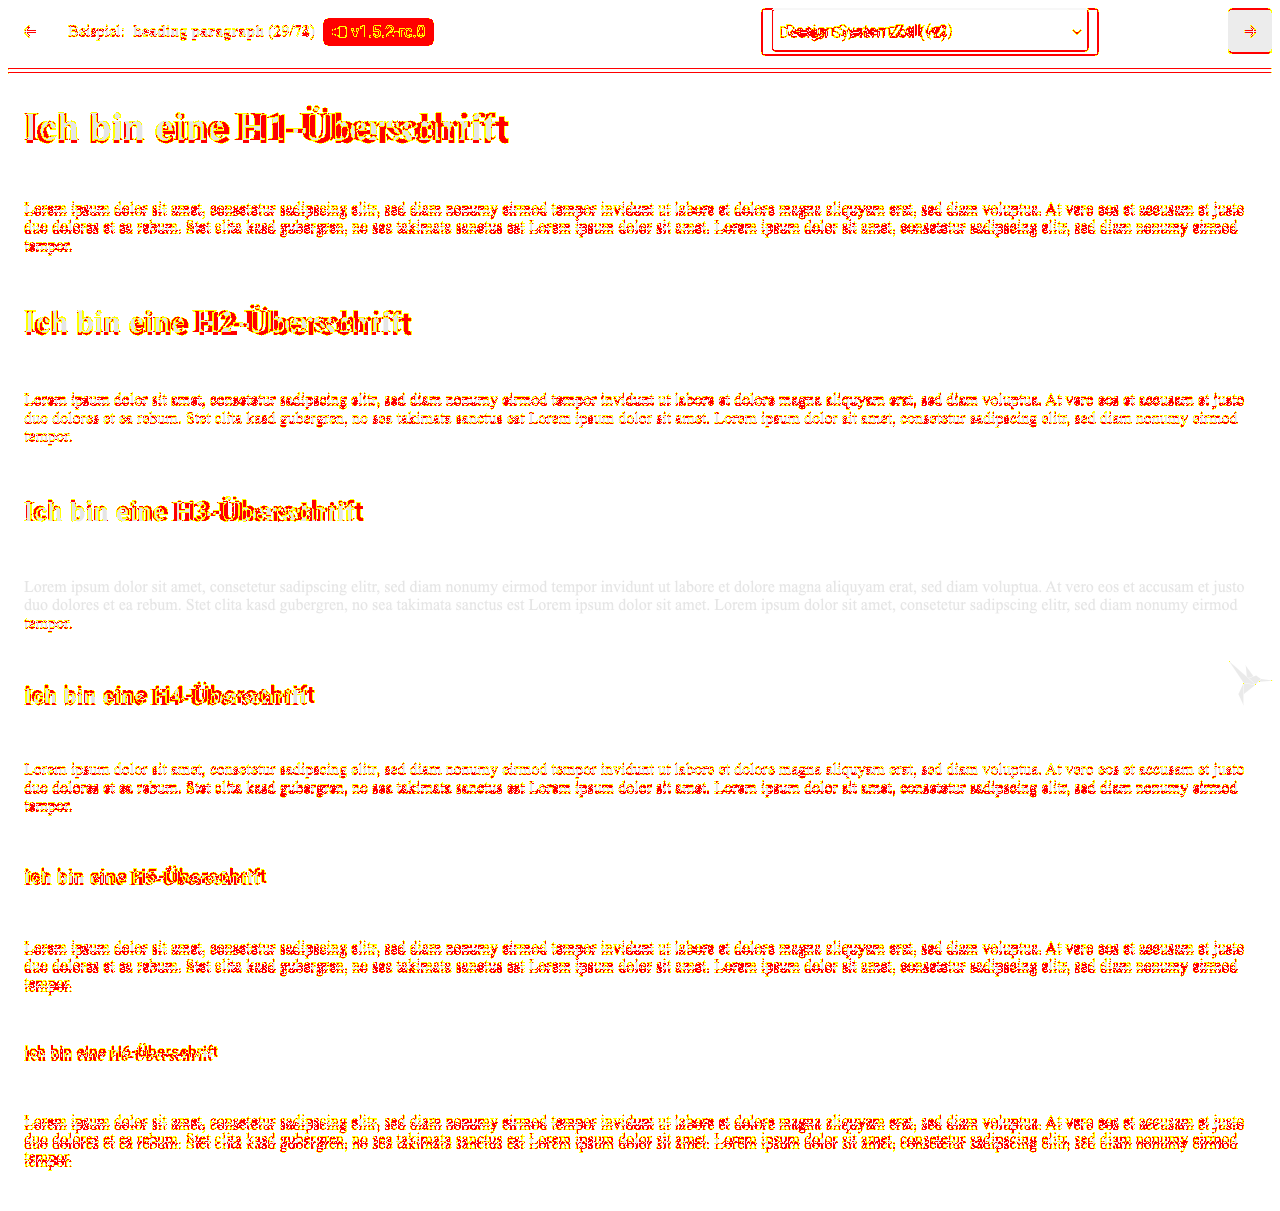 ← Beispiel: heading paragraph v1.5.2-rc.0 Design System Zoll (v2) →
Ich bin eine H1-Überschrift
Lorem ipsum dolor sit amet, consetetur sadipscing elitr, sed diam nonumy eirmod tempor invidunt ut labore et dolore magna aliquyam erat, sed diam voluptua. At vero eos et accusam et justo
duo dolores et ea rebum. Stet clita kasd gubergren, no sea takimata sanctus est Lorem ipsum dolor sit amet. Lorem ipsum dolor sit amet, consetetur sadipscing elitr, sed diam nonumy eirmod
tempor.
Ich bin eine H2-Überschrift
Lorem ipsum dolor sit amet, consetetur sadipscing elitr, sed diam nonumy eirmod tempor invidunt ut labore et dolore magna aliquyam erat, sed diam voluptua. At vero eos et accusam et justo
duo dolores et ea rebum. Stet clita kasd gubergren, no sea takimata sanctus est Lorem ipsum dolor sit amet. Lorem ipsum dolor sit amet, consetetur sadipscing elitr, sed diam nonumy eirmod
tempor.
Ich bin eine H3-Überschrift
Lorem ipsum dolor sit amet, consetetur sadipscing elitr, sed diam nonumy eirmod tempor invidunt ut labore et dolore magna aliquyam erat, sed diam voluptua. At vero eos et accusam et justo
duo dolores et ea rebum. Stet clita kasd gubergren, no sea takimata sanctus est Lorem ipsum dolor sit amet. Lorem ipsum dolor sit amet, consetetur sadipscing elitr, sed diam nonumy eirmod
tempor.
Ich bin eine H4-Überschrift
Lorem ipsum dolor sit amet, consetetur sadipscing elitr, sed diam nonumy eirmod tempor invidunt ut labore et dolore magna aliquyam erat, sed diam voluptua. At vero eos et accusam et justo
duo dolores et ea rebum. Stet clita kasd gubergren, no sea takimata sanctus est Lorem ipsum dolor sit amet. Lorem ipsum dolor sit amet, consetetur sadipscing elitr, sed diam nonumy eirmod
tempor.
Ich bin eine H5-Überschrift
Lorem ipsum dolor sit amet, consetetur sadipscing elitr, sed diam nonumy eirmod tempor invidunt ut labore et dolore magna aliquyam erat, sed diam voluptua. At vero eos et accusam et justo
duo dolores et ea rebum. Stet clita kasd gubergren, no sea takimata sanctus est Lorem ipsum dolor sit amet. Lorem ipsum dolor sit amet, consetetur sadipscing elitr, sed diam nonumy eirmod
tempor.
Ich bin eine H6-Überschrift
Lorem ipsum dolor sit amet, consetetur sadipscing elitr, sed diam nonumy eirmod tempor invidunt ut labore et dolore magna aliquyam erat, sed diam voluptua. At vero eos et accusam et justo
duo dolores et ea rebum. Stet clita kasd gubergren, no sea takimata sanctus est Lorem ipsum dolor sit amet. Lorem ipsum dolor sit amet, consetetur sadipscing elitr, sed diam nonumy eirmod
tempor.